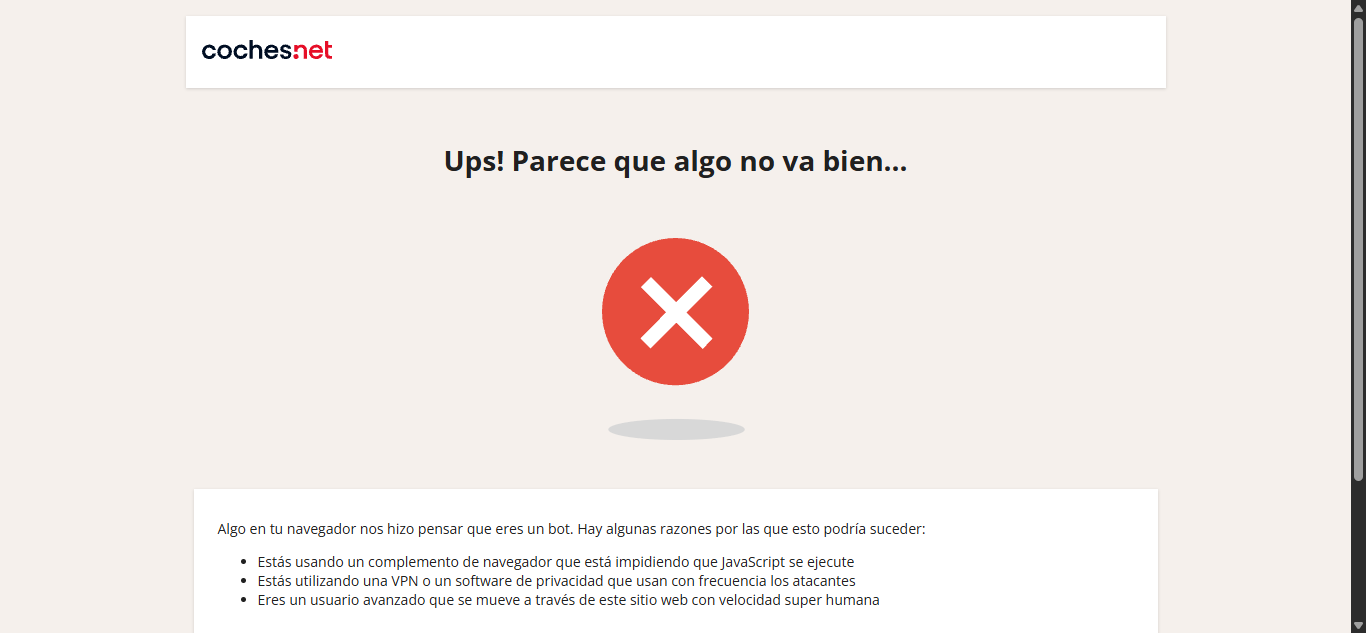 coches.net
Ups! Parece que algo no va bien...
Algo en tu navegador nos hizo pensar que eres un bot. Hay algunas razones por las que esto podría suceder:
Estás usando un complemento de navegador que está impidiendo que JavaScript se ejecute
Estás utilizando una VPN o un software de privacidad que usan con frecuencia los atacantes
Eres un usuario avanzado que se mueve a través de este sitio web con velocidad super humana